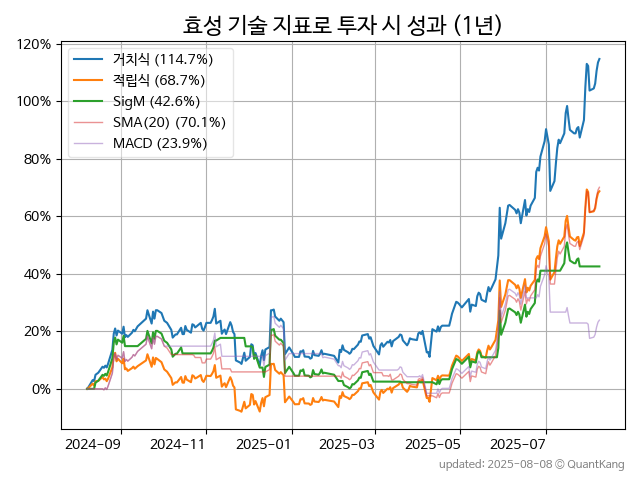 효성 기술 지표로 투자 시 성과 (1년)
120%
100%
80%
60%
40%
20%
0%
거치식 (114.7%)
적립식 (68.7%)
SigM (42.6%)
SMA(20) (70.1%)
MACD (23.9%)
2024-09
2024-11
2025-01
2025-03
2025-05
2025-07
updated: 2025-08-08 ⓒ QuantKang